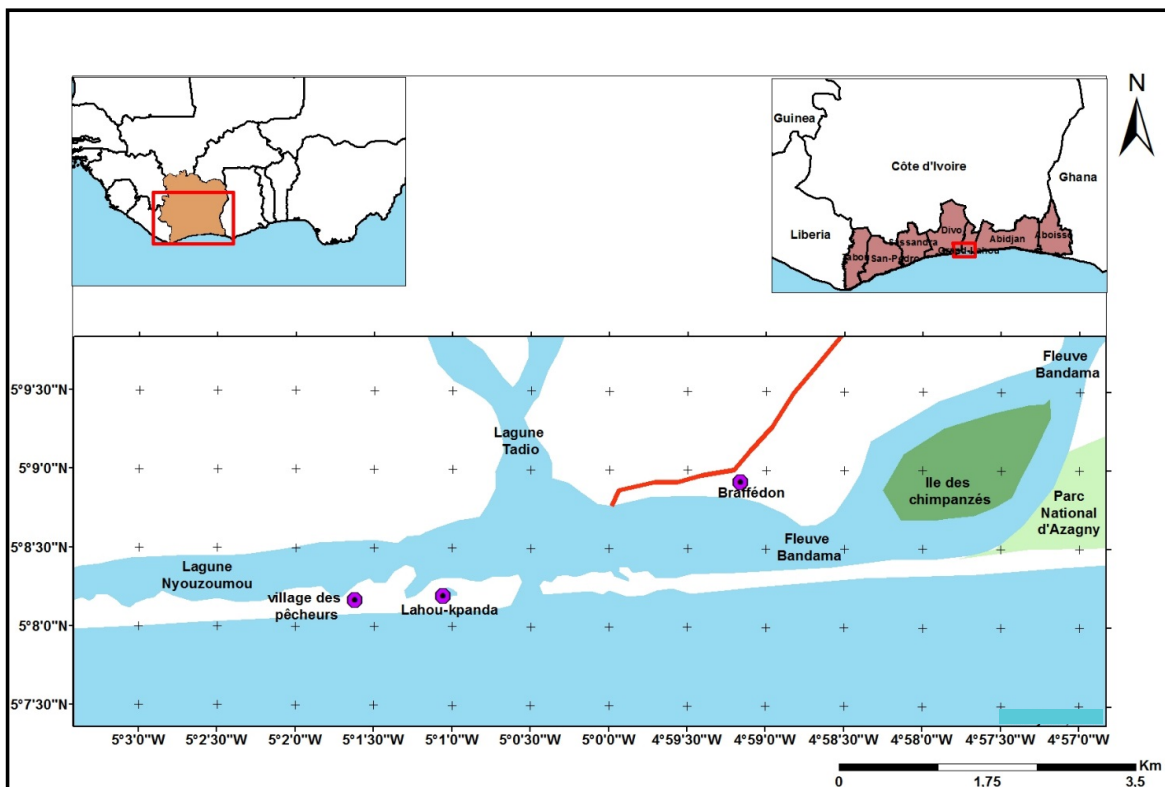 N
Guinea
Côte d'Ivoire
Ghana
Liberia
Tabou
San-Pedro
Sassandra
Divo
Grand-Lahou
Abidjan
Aboisso
Fleuve
Bandama
5°9'30"N
Lagune
Tadio
5°9'0"N
Braffédon
Ile des
chimpanzés
Parc
National
d'Azagny
5°8'30"N
Fleuve
Bandama
Lagune
Nyouzoumou
village des
pêcheurs
Lahou-kpanda
5°8'0"N
5°7'30"N
5°3'0"W 5°2'30"W 5°2'0"W 5°1'30"W 5°1'0"W 5°0'30"W 5°0'0"W 4°59'30"W 4°59'0"W 4°58'30"W 4°58'0"W 4°57'30"W 4°57'0"W
Km
0 1,75 3,5